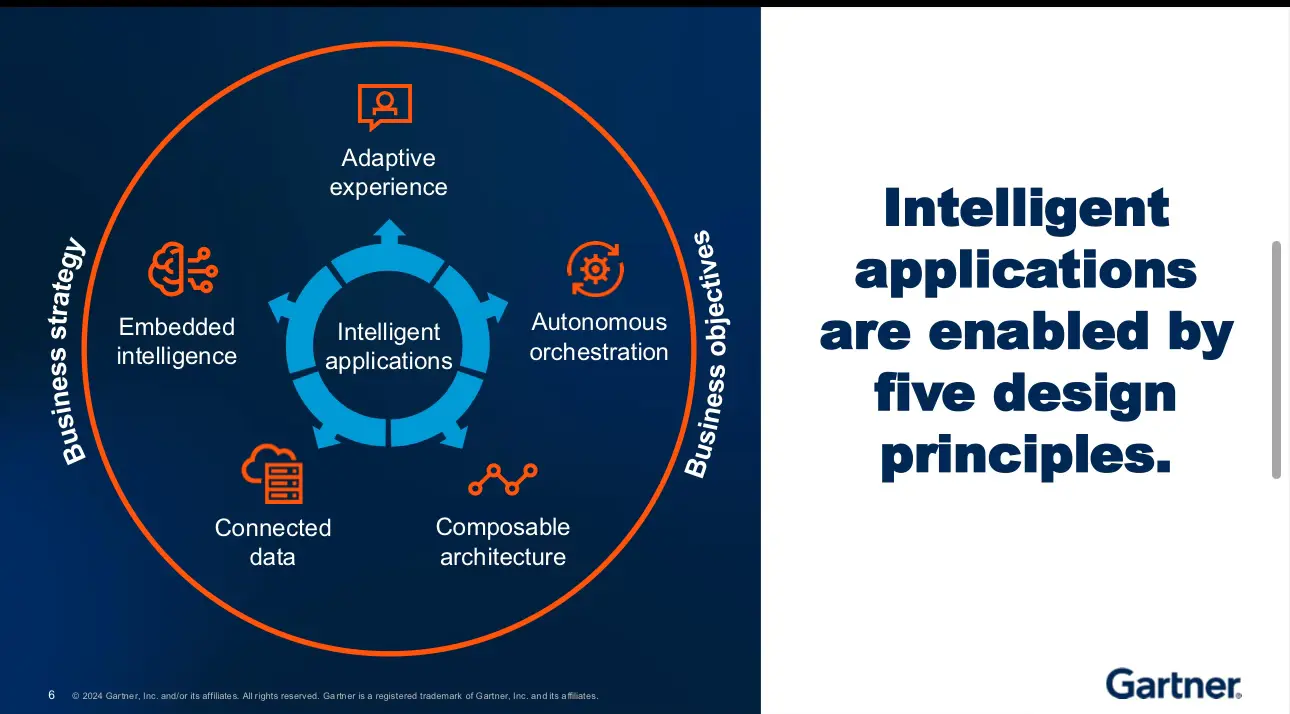 Adaptive
experience
Business strategy
Embedded
intelligence
Intelligent
applications
Autonomous
orchestration
Business objectives
Connected
data
Composable
architecture
Intelligent
applications
are enabled by
five design
principles.
6 © 2024 Gartner, Inc. and/or its affiliates. All rights reserved. Gartner is a registered trademark of Gartner, Inc. and its affiliates.
Gartner®